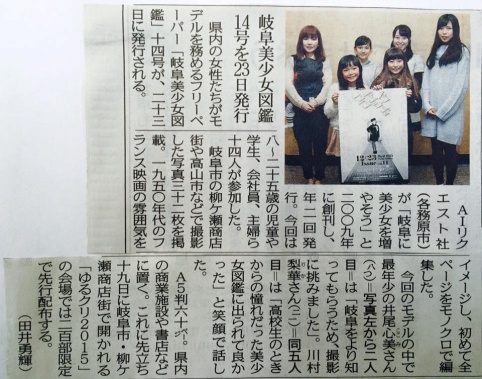 岐阜美少女図鑑
14号を23日発行
県内の女性たちがモ
デルを務めるフリーペ
ーパー「岐阜美少女図
鑑」十四号が、二十三
日に発行される。
12/23
エスト社
(各務原市)
が「岐阜に
美少女を増
やそう」と
二〇〇九年
に創刊し、
年二回発
行。今回は
八〜二十五歳の児童や
学生、会社員、主婦ら
十四人が参加した。
岐阜市の柳ケ瀬商店
街や高山市などで撮影
した写真三十二枚を掲
載。一九五〇年代のフ
ランス映画の雰囲気を
イメージし、初めて全
ページをモノクロで編
集した。
今回のモデルの中で
最年少の井尾心美さん
(八)=写真左から二人
目=は「岐阜をより知
ってもらうため、撮影
に挑みました」。川村
梨華さん(二〇)=同五人
目=は「高校生のとき
からの憧れだった美少
女図鑑に出られて良か
った」と笑顔で話し
た。
A5判六十六㌻。県内
の商業施設や書店など
に置く。これに先立ち
十九日に岐阜市・柳ケ
瀬商店街で開かれる
「ゆるクリ2015」
の会場では二百部限定
で先行配布する。
(田井勇輝)